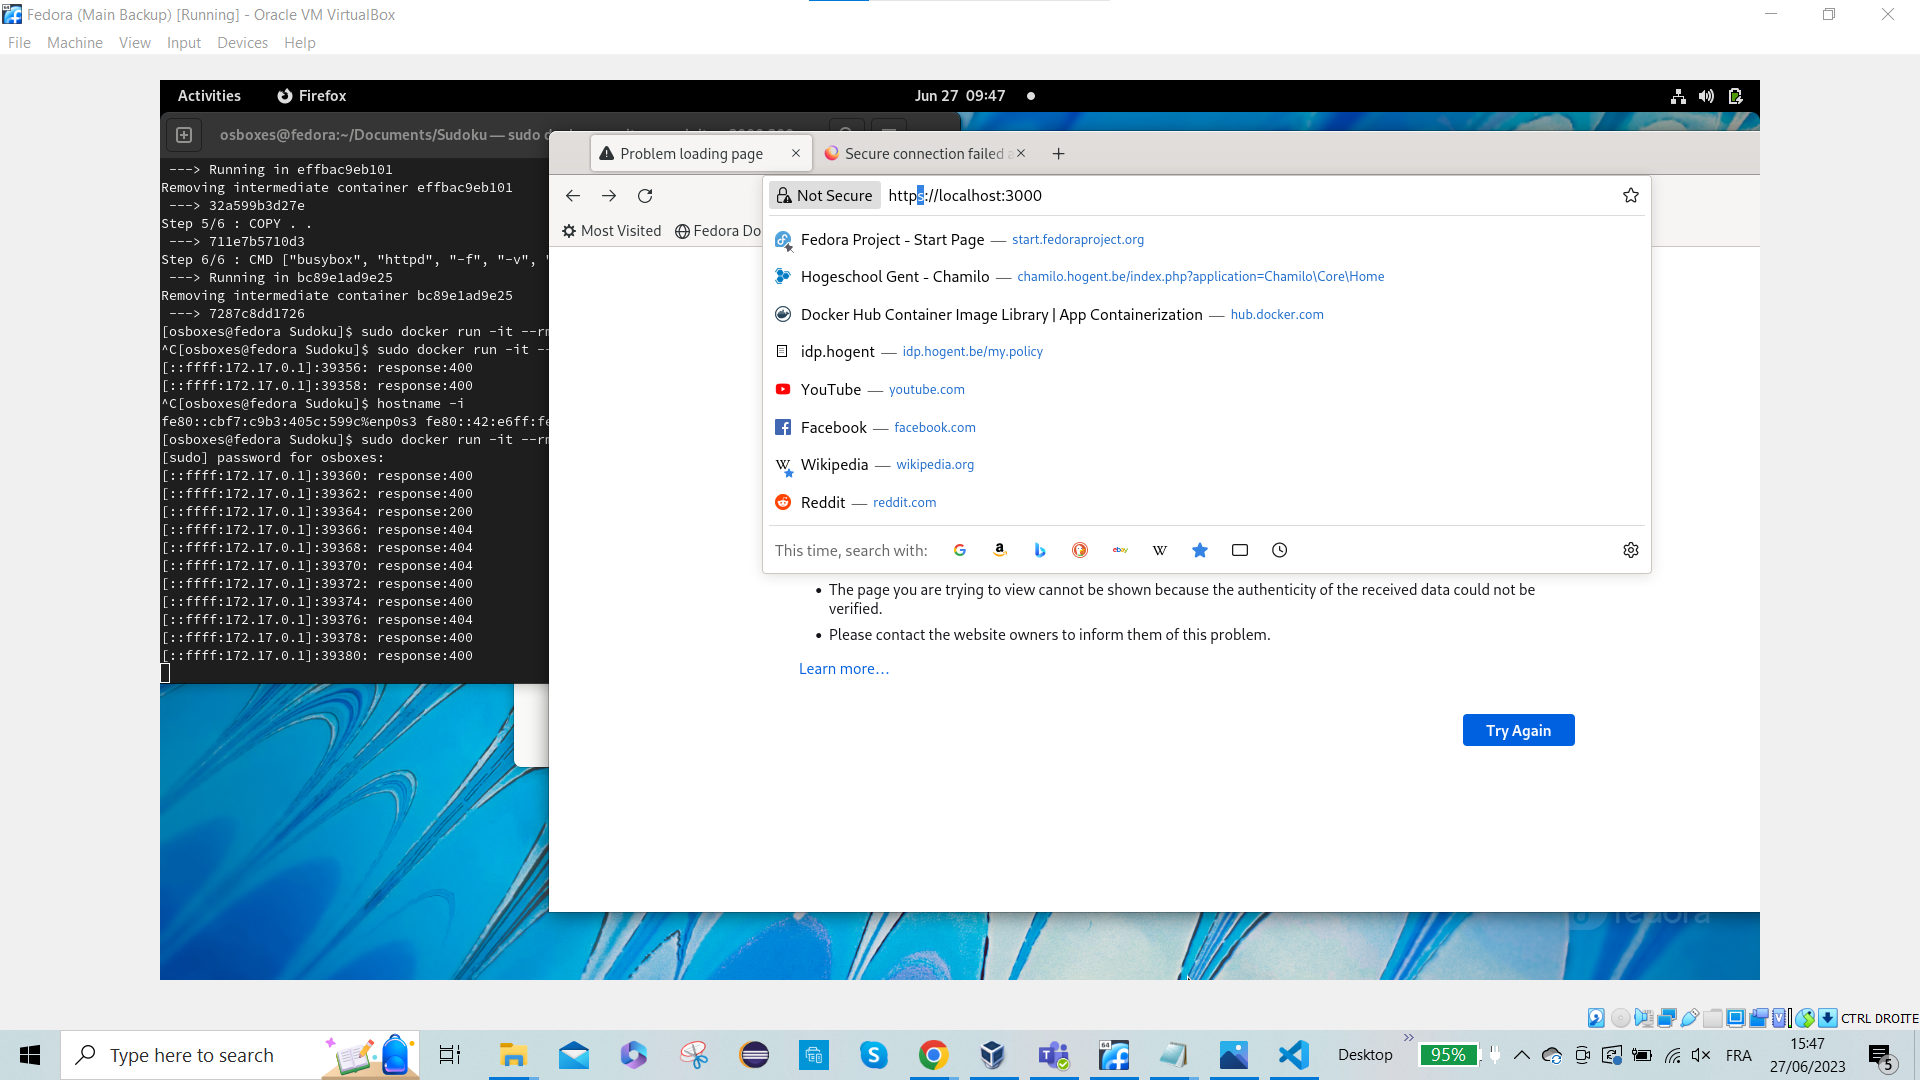 Fedora (Main Backup) [Running] - Oracle VM VirtualBox
File Machine View Input Devices Help
Activities Firefox Jun 27 09:47
osboxes@fedora:~/Documents/Sudoku — sudo
---> Running in effbac9eb101
Removing intermediate container effbac9eb101
---> 32a599b3d27e
Step 5/6 : COPY . .
---> 711e7b5710d3
Step 6/6 : CMD ["busybox", "httpd", "-f", "-v", "
---> Running in bc89e1ad9e25
Removing intermediate container bc89e1ad9e25
---> 7287c8dd1726
[osboxes@fedora Sudoku]$ sudo docker run -it --rm
^C[osboxes@fedora Sudoku]$ sudo docker run -it --
[::ffff:172.17.0.1]:39356: response:400
[::ffff:172.17.0.1]:39358: response:400
^C[osboxes@fedora Sudoku]$ hostname -i
fe80::cbf7:c9b3:405c:599c%enp0s3 fe80::42:e6ff:fe
[osboxes@fedora Sudoku]$ sudo docker run -it --rm
[sudo] password for osboxes:
[::ffff:172.17.0.1]:39360: response:400
[::ffff:172.17.0.1]:39362: response:400
[::ffff:172.17.0.1]:39364: response:200
[::ffff:172.17.0.1]:39366: response:404
[::ffff:172.17.0.1]:39368: response:404
[::ffff:172.17.0.1]:39370: response:404
[::ffff:172.17.0.1]:39372: response:400
[::ffff:172.17.0.1]:39374: response:400
[::ffff:172.17.0.1]:39376: response:404
[::ffff:172.17.0.1]:39378: response:400
[::ffff:172.17.0.1]:39380: response:400
Problem loading page
Secure connection failed
Not Secure https://localhost:3000
Most Visited Fedora Do
Fedora Project - Start Page — start.fedoraproject.org
Hogeschool Gent - Chamilo — chamilo.hogent.be/index.php?application=Chamilo\Core\Home
Docker Hub Container Image Library | App Containerization — hub.docker.com
idp.hogent — idp.hogent.be/my.policy
YouTube — youtube.com
Facebook — facebook.com
Wikipedia — wikipedia.org
Reddit — reddit.com
This time, search with:
• The page you are trying to view cannot be shown because the authenticity of the received data could not be
verified.
• Please contact the website owners to inform them of this problem.
Learn more…
Try Again
fedora
CTRL DROITE
Type here to search
Desktop
95%
FRA
15:47
27/06/2023
5